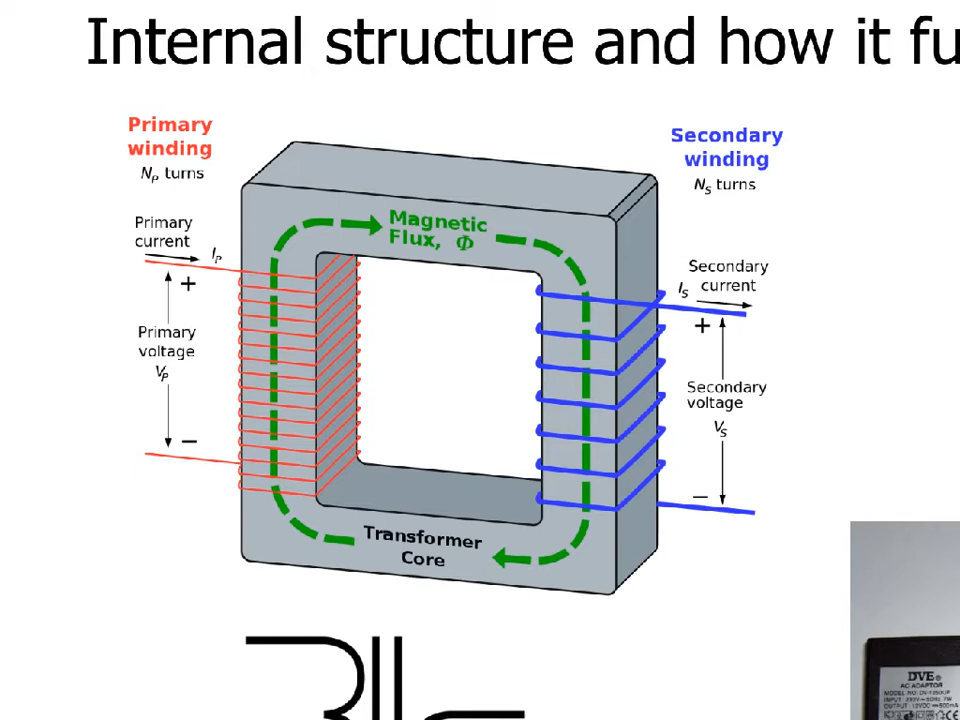 Internal structure and how it fu
Primary
winding
NP turns
Secondary
winding
NS turns
Primary
current
IP
Magnetic
Flux, Φ
Secondary
current
IS
+
Primary
voltage
VP
−
+
Secondary
voltage
VS
−
Transformer
Core
DVE®
AC ADAPTOR